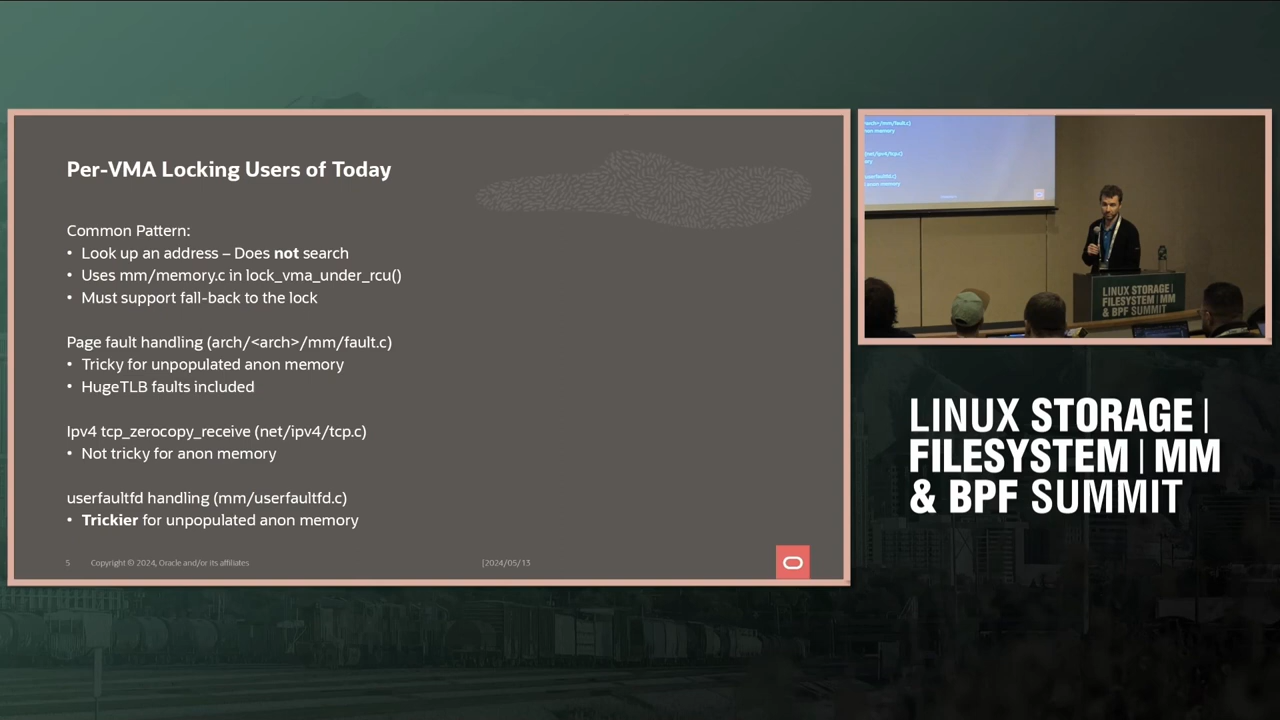 Per-VMA Locking Users of Today
Common Pattern:
• Look up an address – Does not search
• Uses mm/memory.c in lock_vma_under_rcu()
• Must support fall-back to the lock
Page fault handling (arch/<arch>/mm/fault.c)
• Tricky for unpopulated anon memory
• HugeTLB faults included
Ipv4 tcp_zerocopy_receive (net/ipv4/tcp.c)
• Not tricky for anon memory
userfaultfd handling (mm/userfaultfd.c)
• Trickier for unpopulated anon memory
5 Copyright © 2024, Oracle and/or its affiliates |2024/05/13
LINUX STORAGE |
FILESYSTEM | MM
& BPF SUMMIT
LINUX STORAGE |
FILESYSTEM | MM
& BPF SUMMIT